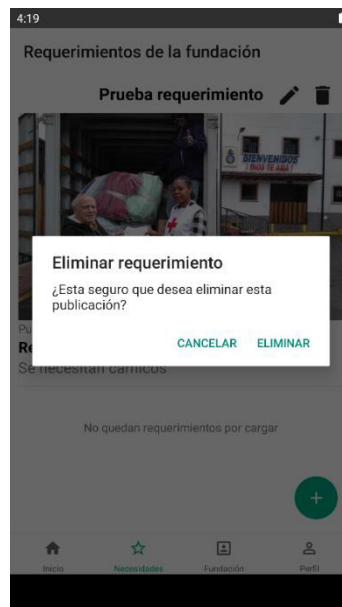 4:19
Requerimientos de la fundación
Prueba requerimiento
BIENVENIDOS
Eliminar requerimiento
¿Esta seguro que desea eliminar esta
publicación?
CANCELAR ELIMINAR
Se necesitan cárnicos
No quedan requerimientos por cargar
+
Inicio Necesidades Fundación Perfil